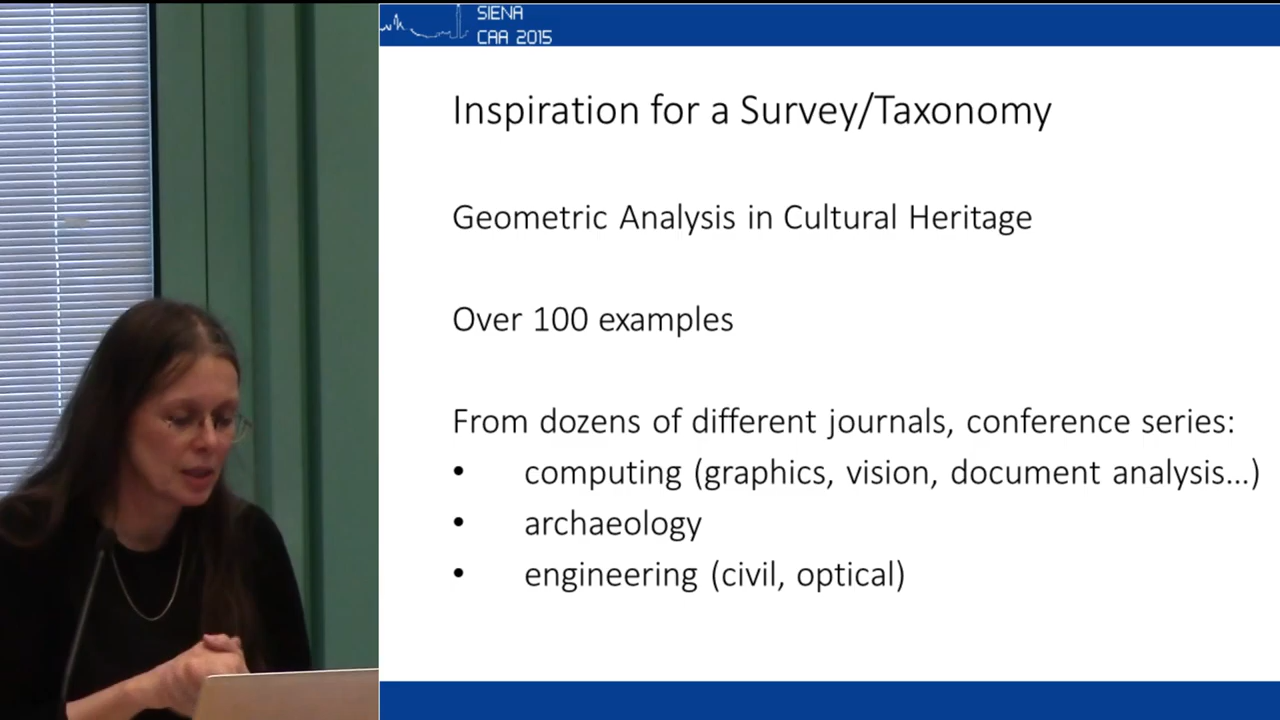 SIENA
CAA 2015
Inspiration for a Survey/Taxonomy
Geometric Analysis in Cultural Heritage
Over 100 examples
From dozens of different journals, conference series:
• computing (graphics, vision, document analysis...)
• archaeology
• engineering (civil, optical)